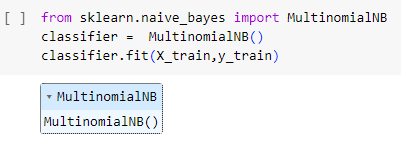 [ ] from sklearn.naive_bayes import MultinomialNB
classifier =  MultinomialNB()
classifier.fit(X_train,y_train)
▾ MultinomialNB
MultinomialNB()